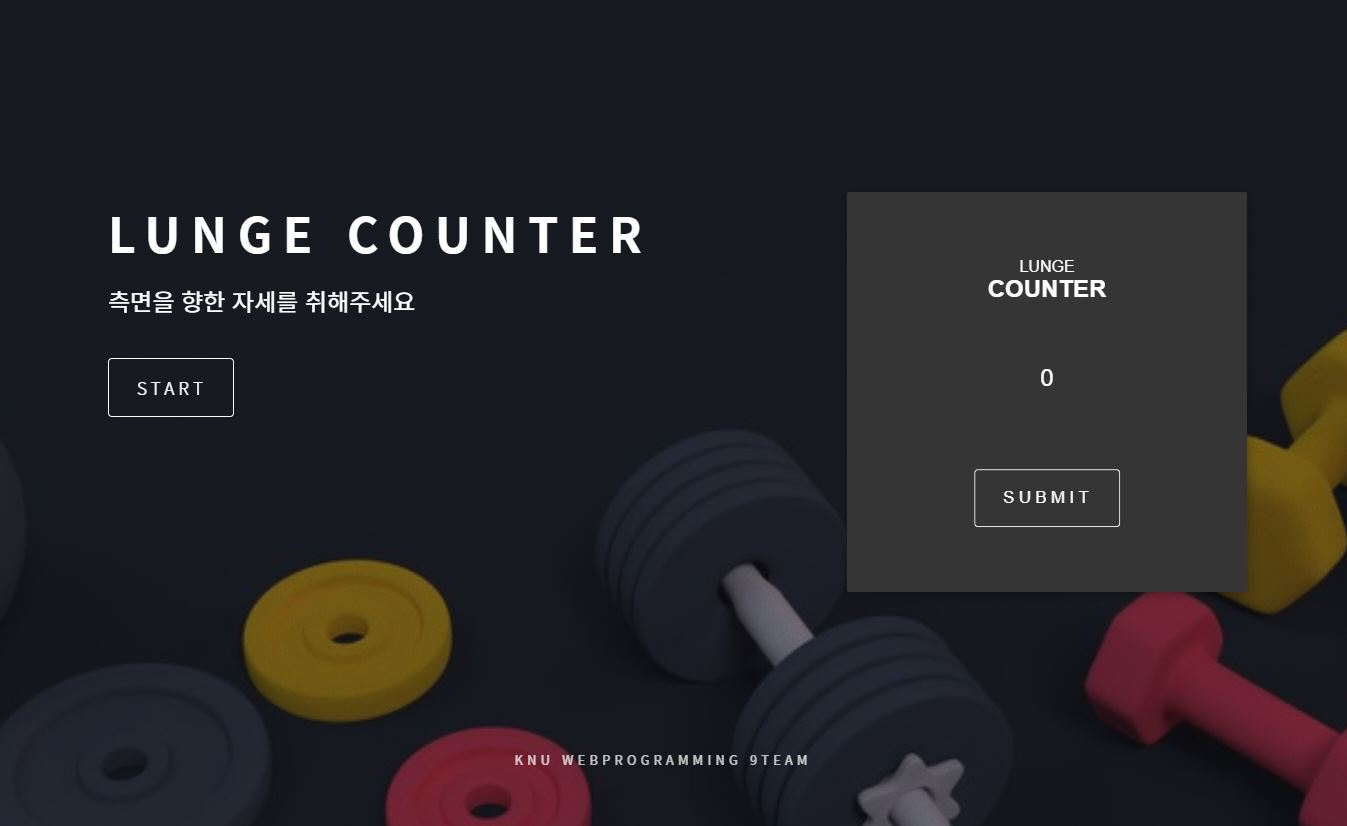 LUNGE COUNTER
측면을 향한 자세를 취해주세요
START
LUNGE
COUNTER
0
SUBMIT
KNU WEBPROGRAMMING 9TEAM